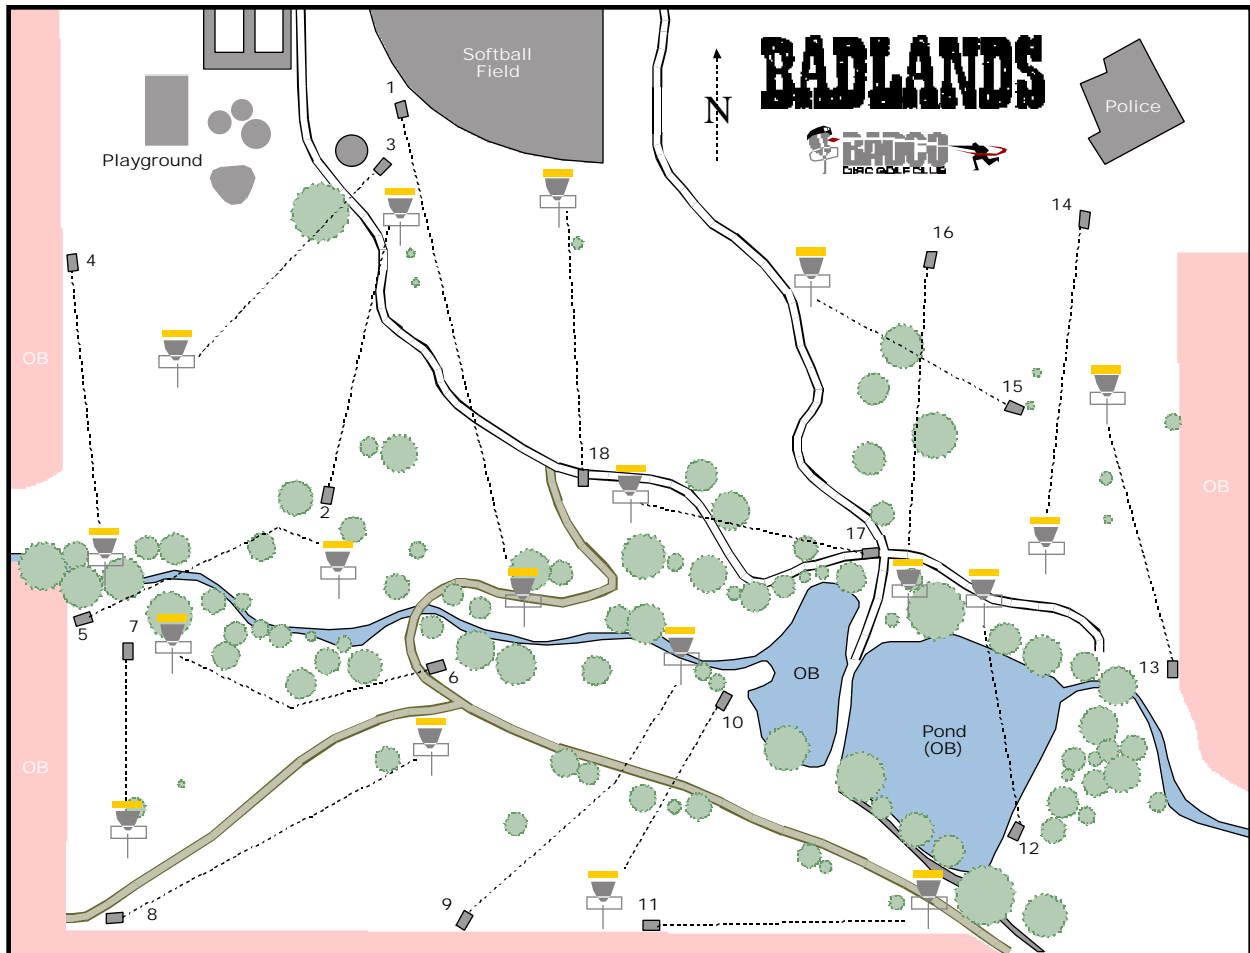 Softball
Field
BADLANDS
N
Police
BADCO
DISC GOLF CLUB
Playground
1
3
14
16
4
OB
15
OB
18
2
17
5
7
6
13
OB
10
Pond
(OB)
OB
12
8
9
11